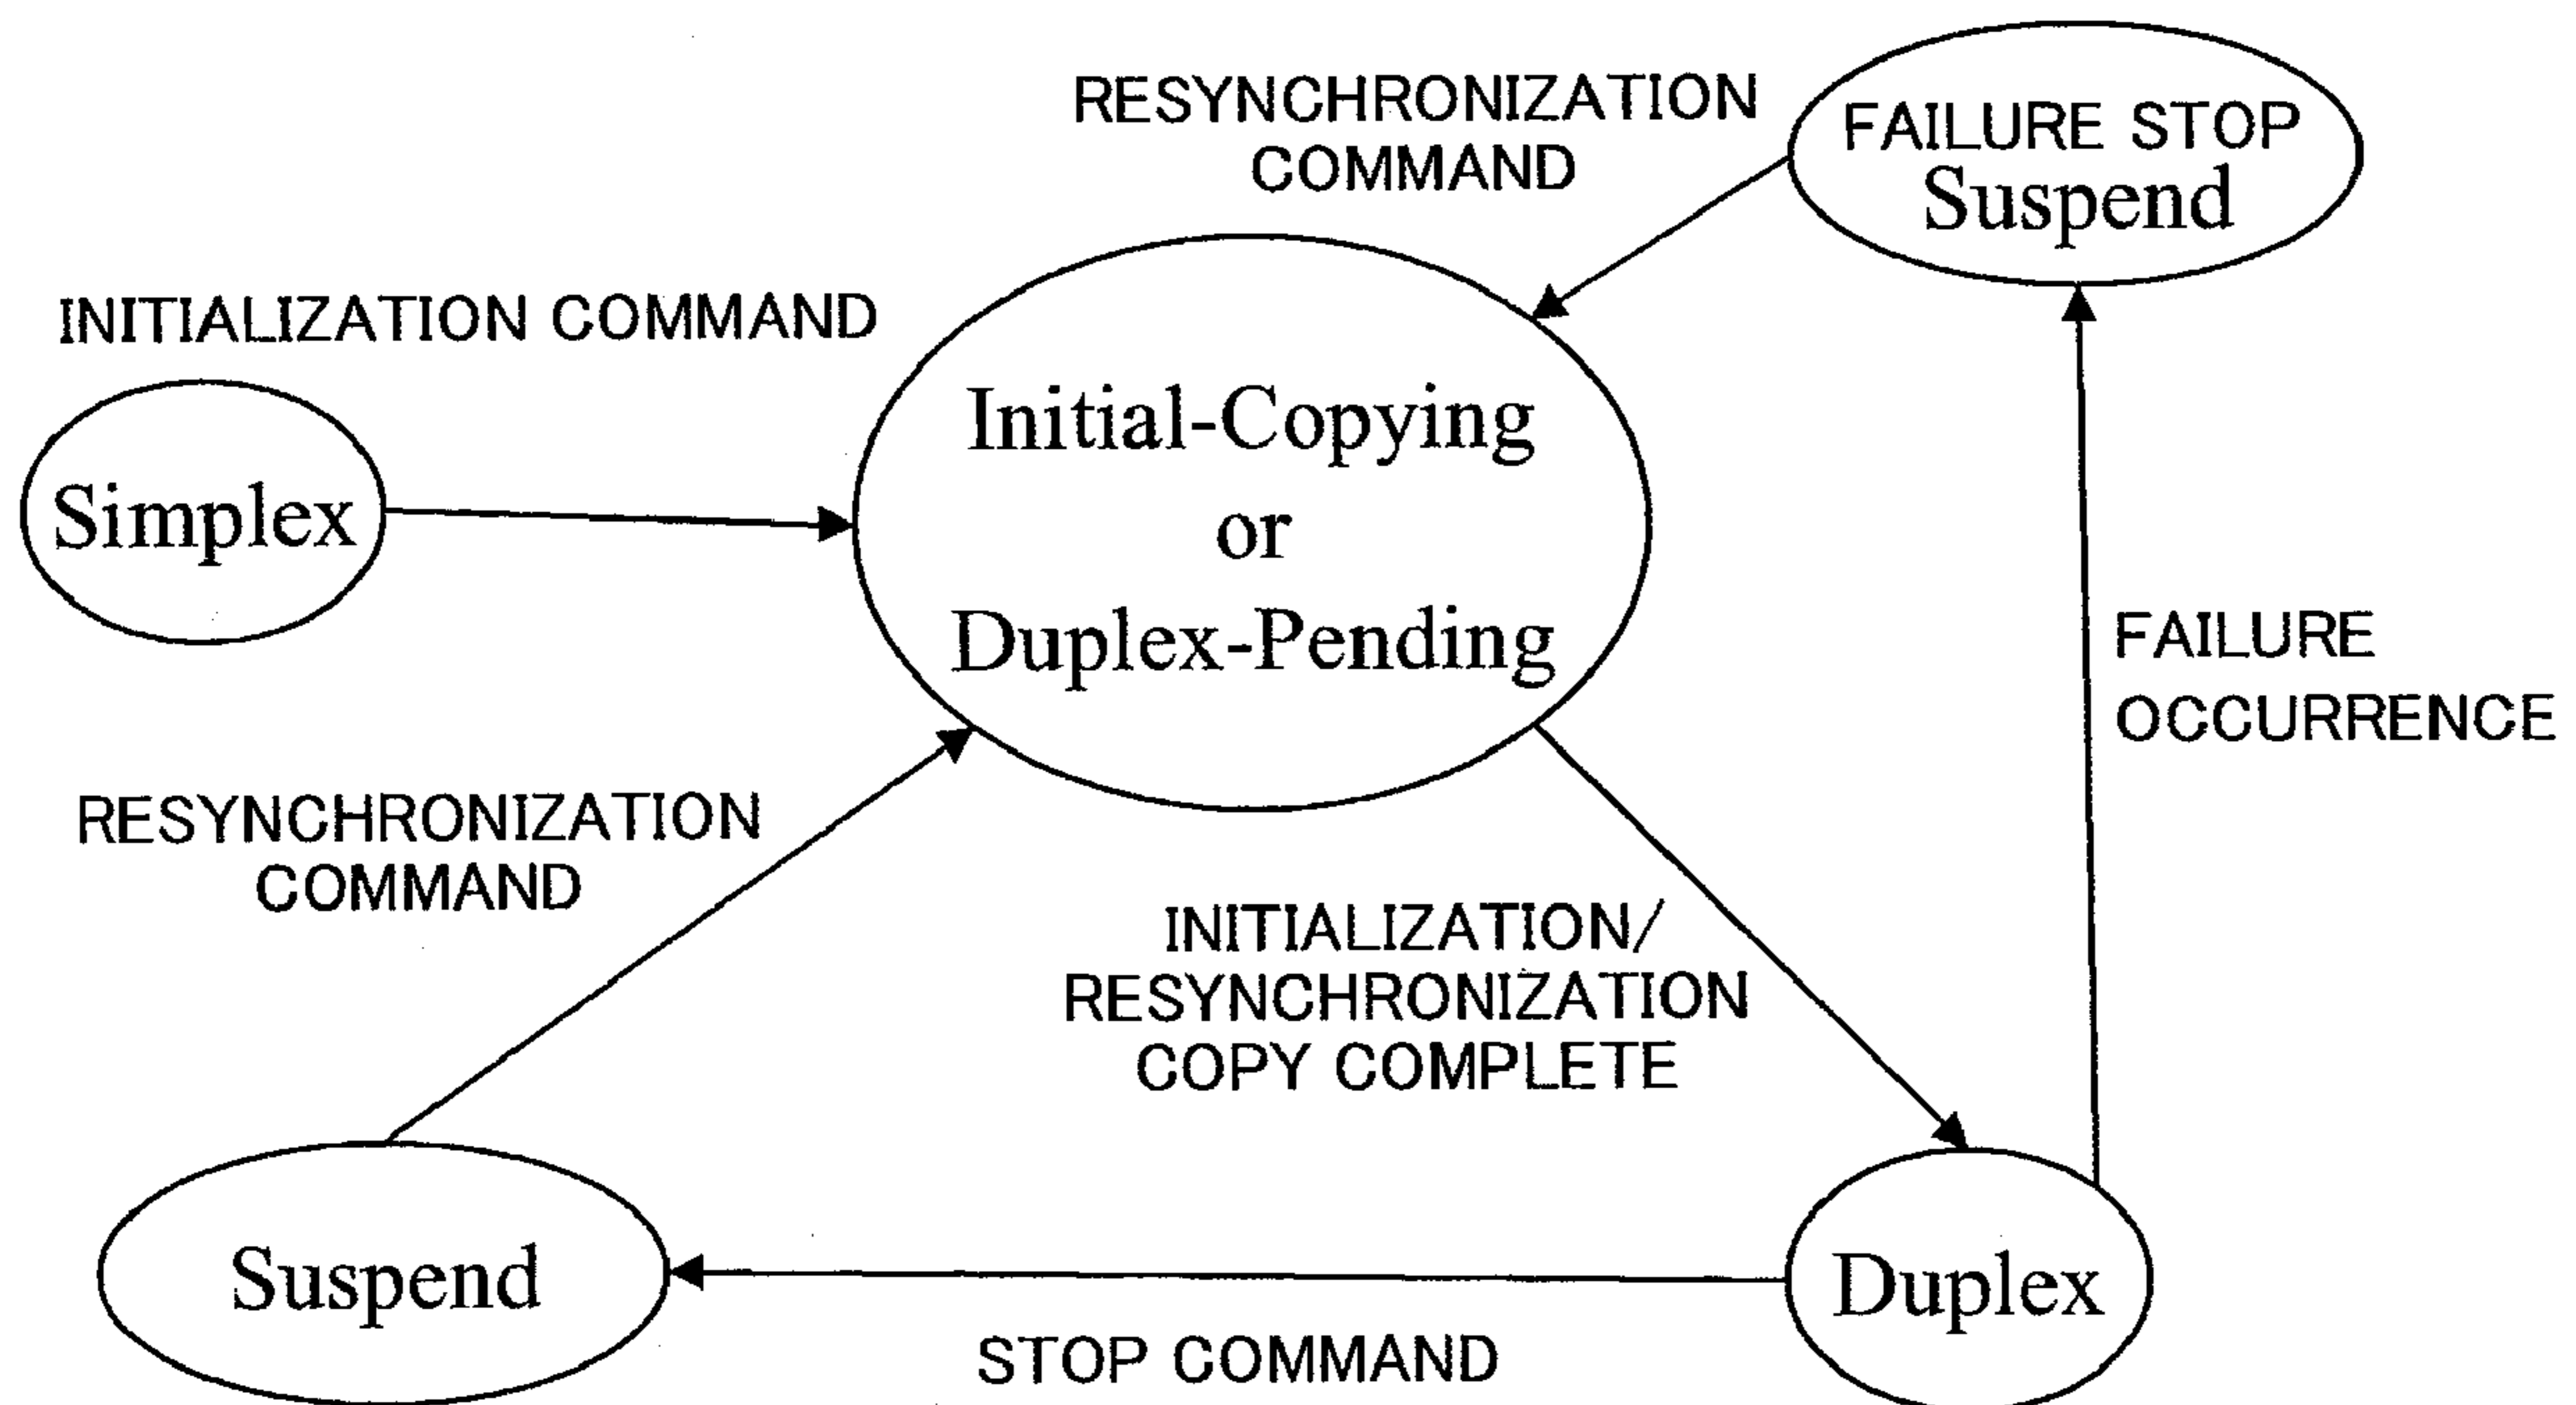 RESYNCHRONIZATION
COMMAND
FAILURE STOP
Suspend
INITIALIZATION COMMAND
Simplex
Initial-Copying
or
Duplex-Pending
FAILURE
OCCURRENCE
RESYNCHRONIZATION
COMMAND
INITIALIZATION/
RESYNCHRONIZATION
COPY COMPLETE
Suspend
Duplex
STOP COMMAND